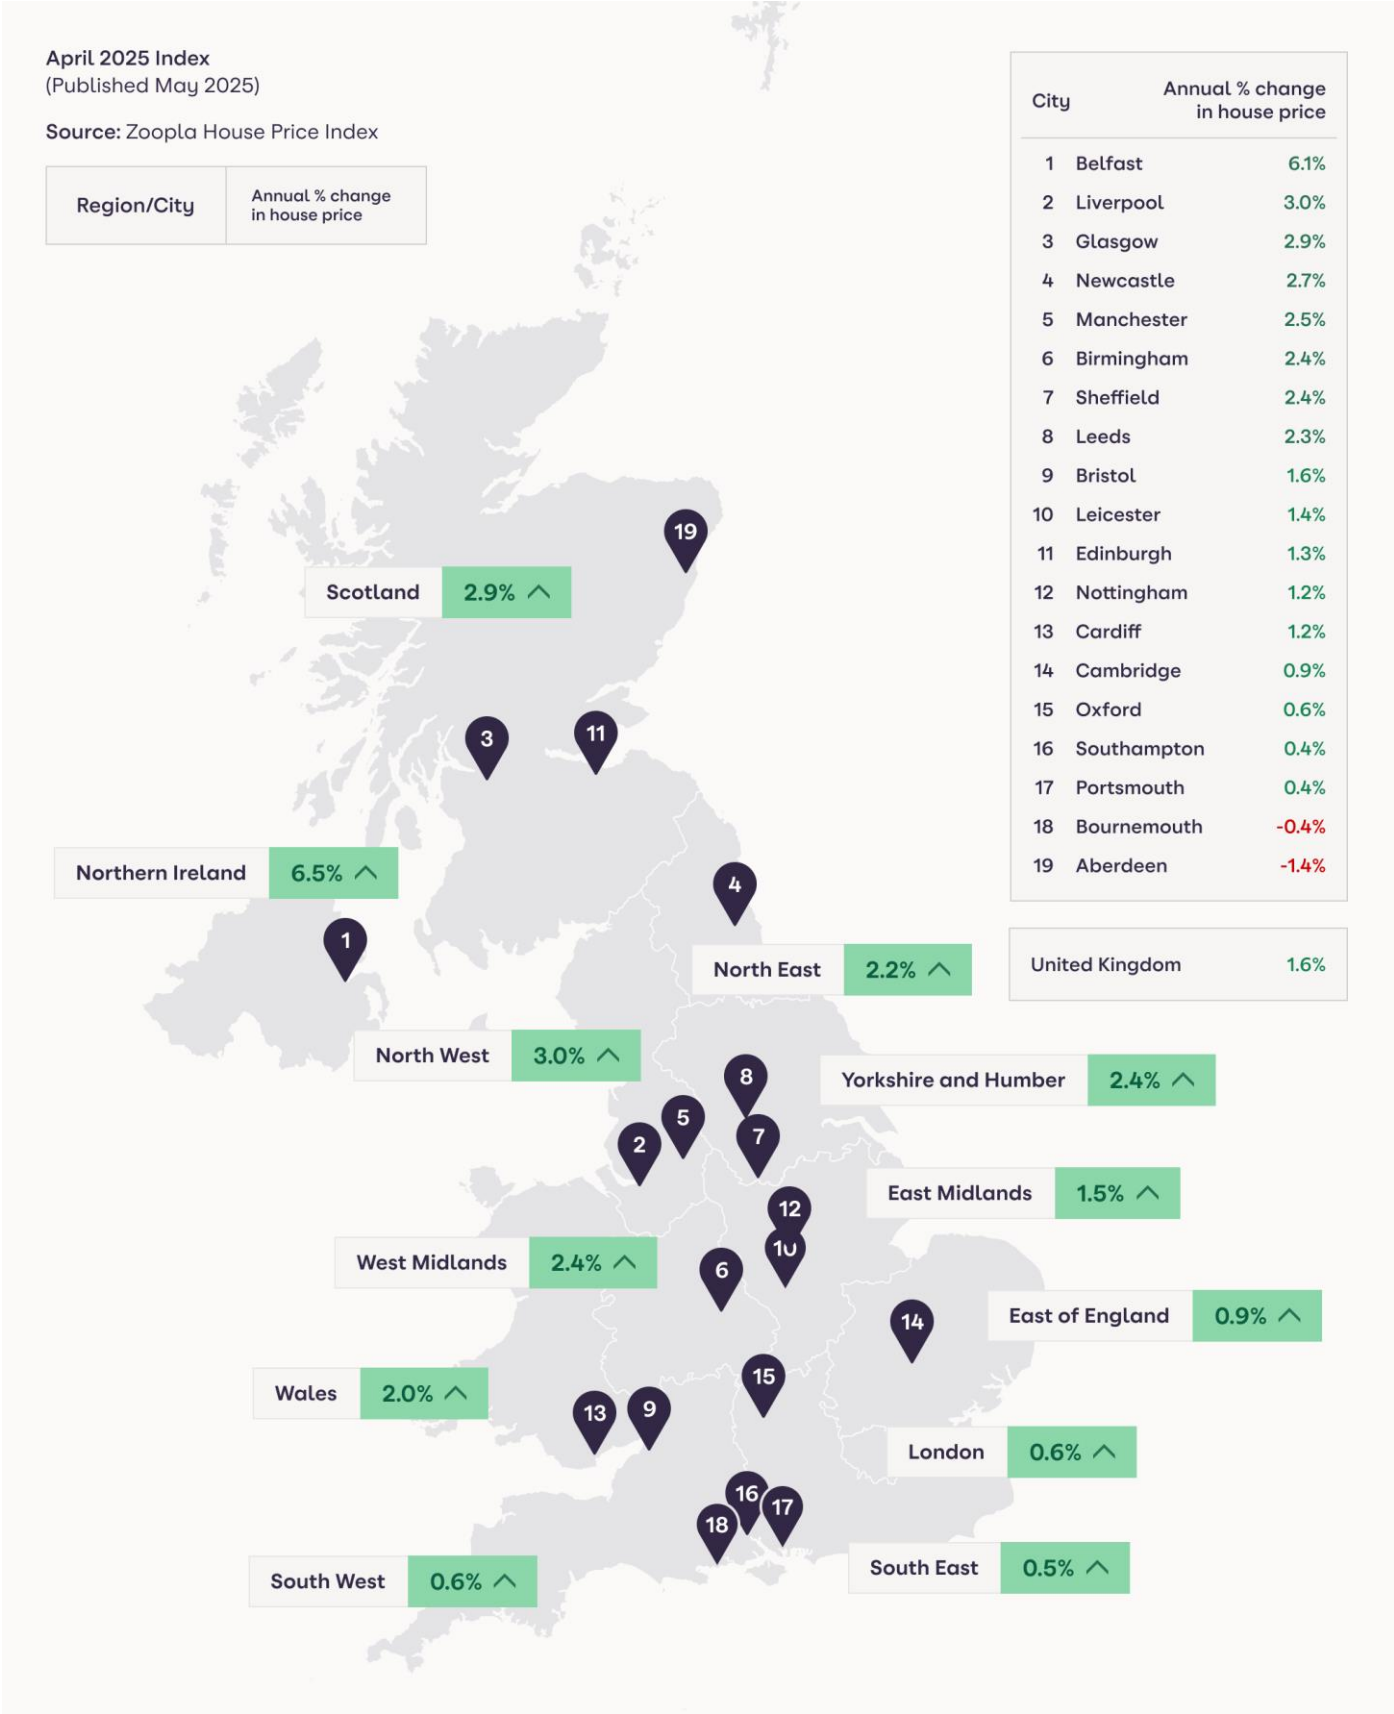 April 2025 Index
(Published May 2025)
Source: Zoopla House Price Index
Region/City
Annual % change
in house price
City
Annual % change
in house price
1 Belfast 6.1%
2 Liverpool 3.0%
3 Glasgow 2.9%
4 Newcastle 2.7%
5 Manchester 2.5%
6 Birmingham 2.4%
7 Sheffield 2.4%
8 Leeds 2.3%
9 Bristol 1.6%
10 Leicester 1.4%
11 Edinburgh 1.3%
12 Nottingham 1.2%
13 Cardiff 1.2%
14 Cambridge 0.9%
15 Oxford 0.6%
16 Southampton 0.4%
17 Portsmouth 0.4%
18 Bournemouth -0.4%
19 Aberdeen -1.4%
United Kingdom 1.6%
19
Scotland 2.9%
3
11
Northern Ireland 6.5%
4
1
North East 2.2%
North West 3.0%
8
Yorkshire and Humber 2.4%
5
7
2
East Midlands 1.5%
12
10
West Midlands 2.4%
6
East of England 0.9%
14
15
Wales 2.0%
13
9
London 0.6%
16
17
18
South East 0.5%
South West 0.6%